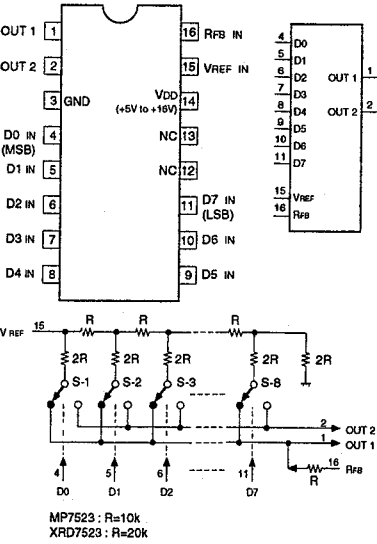 OUT 1 1 16 RFB IN
OUT 2 2 15 VREF IN
3 GND VDD 14
(+5V to +16V)
D0 IN 4 NC 13
(MSB)
D1 IN 5 NC 12
D2 IN 6 11 D7 IN
(LSB)
D3 IN 7 10 D6 IN
D4 IN 8 9 D5 IN
4 D0
5 D1
6 D2 OUT 1 1
7 D3
8 D4 OUT 2 2
9 D5
10 D6
11 D7
15 VREF
16 RFB
V REF 15 R R R
2R 2R 2R 2R 2R
S-1 S-2 S-3 S-8
2 OUT 2
1 OUT 1
4 5 6 11 16 RFB
R
D0 D1 D2 D7
MP7523 : R=10k
XRD7523 : R=20k